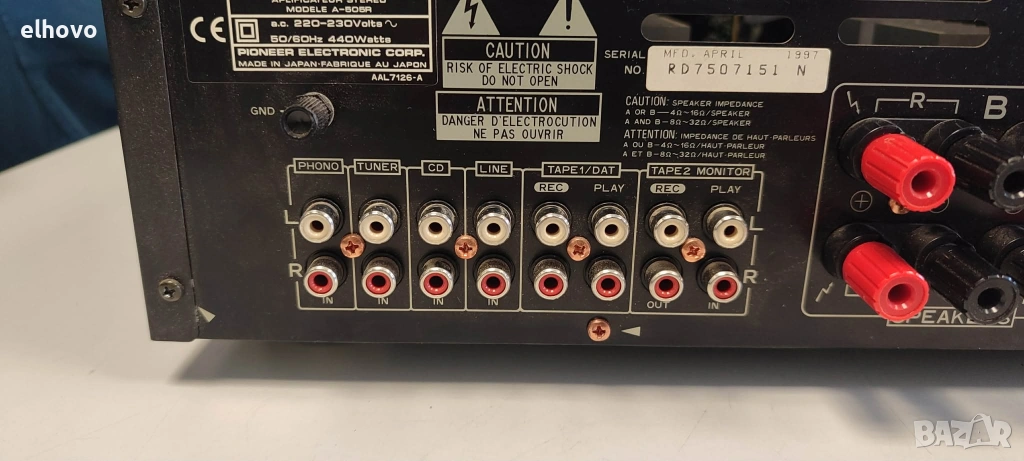 elhovo
AMPLIFICATEUR STEREO
MODELE A-605R
CE
a.c. 220-230Volts ~
50/60Hz 440Watts
PIONEER ELECTRONIC CORP.
MADE IN JAPAN·FABRIQUE AU JAPON
AAL7126-A
CAUTION
RISK OF ELECTRIC SHOCK
DO NOT OPEN
ATTENTION
DANGER D'ELECTROCUTION
NE PAS OUVRIR
SERIAL
NO.
MFD. APRIL 1997
RD7507151 N
CAUTION: SPEAKER IMPEDANCE
A OR B—4Ω~16Ω/SPEAKER
A AND B—8Ω~32Ω/SPEAKER
ATTENTION: IMPEDANCE DE HAUT-PARLEURS
A OU B-4Ω~16Ω/HAUT-PARLEUR
A ET B-8Ω~32Ω/HAUT-PARLEUR
GND
PHONO TUNER CD LINE TAPE1/DAT TAPE2 MONITOR
REC PLAY REC PLAY
L L
R R
IN IN IN IN OUT IN
R B
SPEAKERS
BAZAR